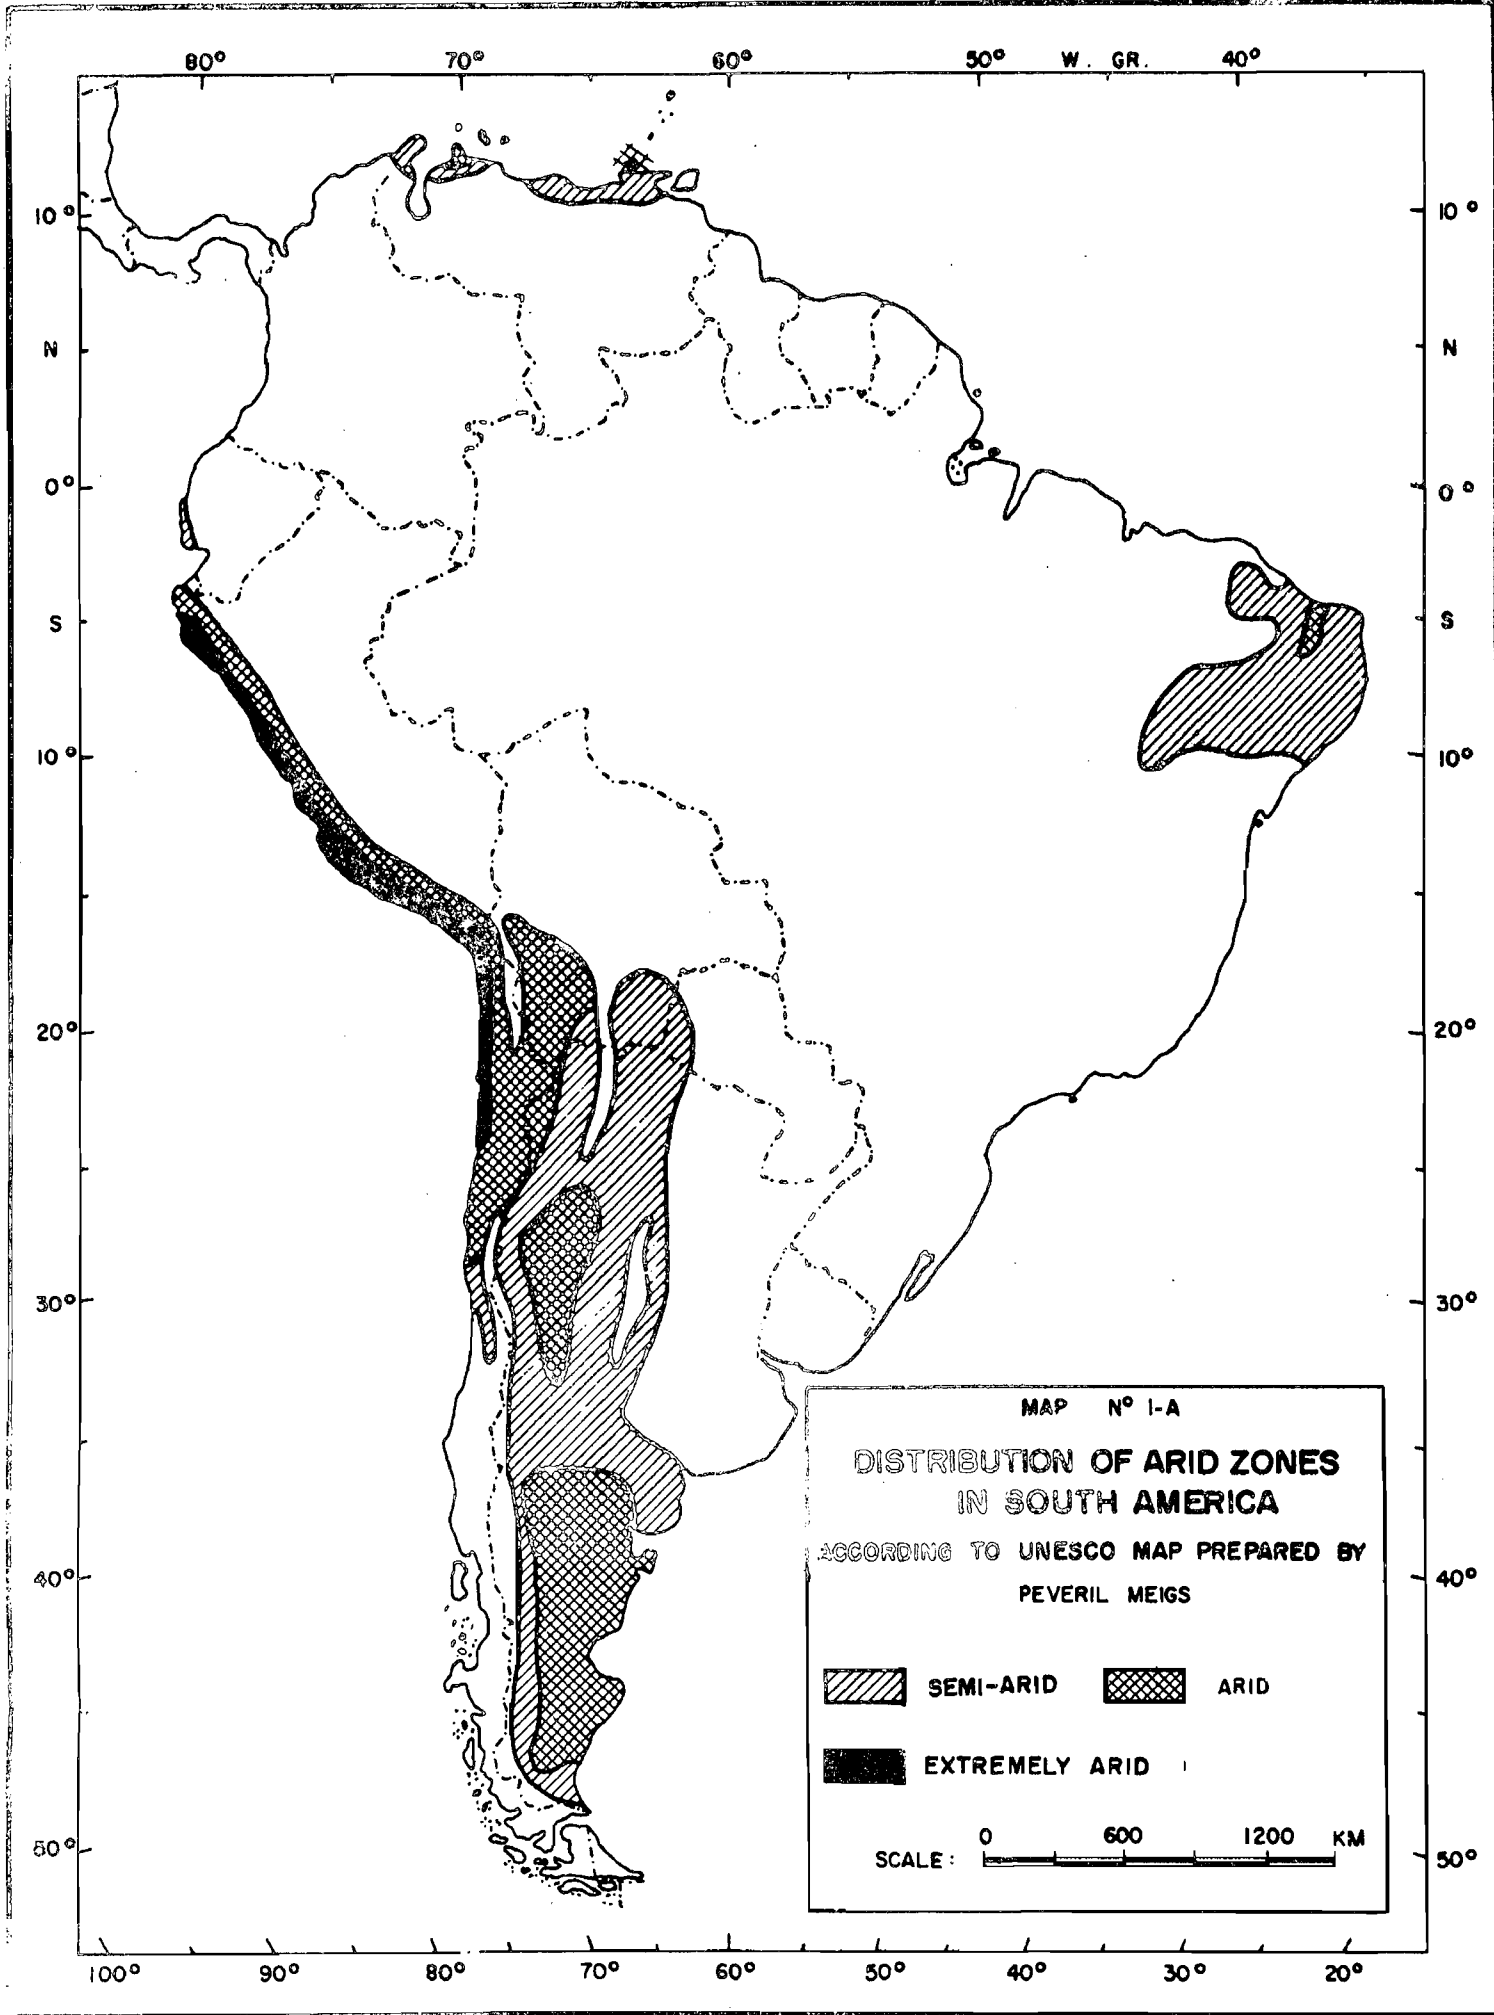 80° 70° 60° 50° W. GR. 40°
10° 10°
N N
0° 0°
S S
10° 10°
20° 20°
30° 30°
MAP N° I-A
DISTRIBUTION OF ARID ZONES
IN SOUTH AMERICA
ACCORDING TO UNESCO MAP PREPARED BY
PEVERIL MEIGS
40° 40°
SEMI-ARID ARID
EXTREMELY ARID
0 600 1200 KM
SCALE:
50° 50°
100° 90° 80° 70° 60° 50° 40° 30° 20°